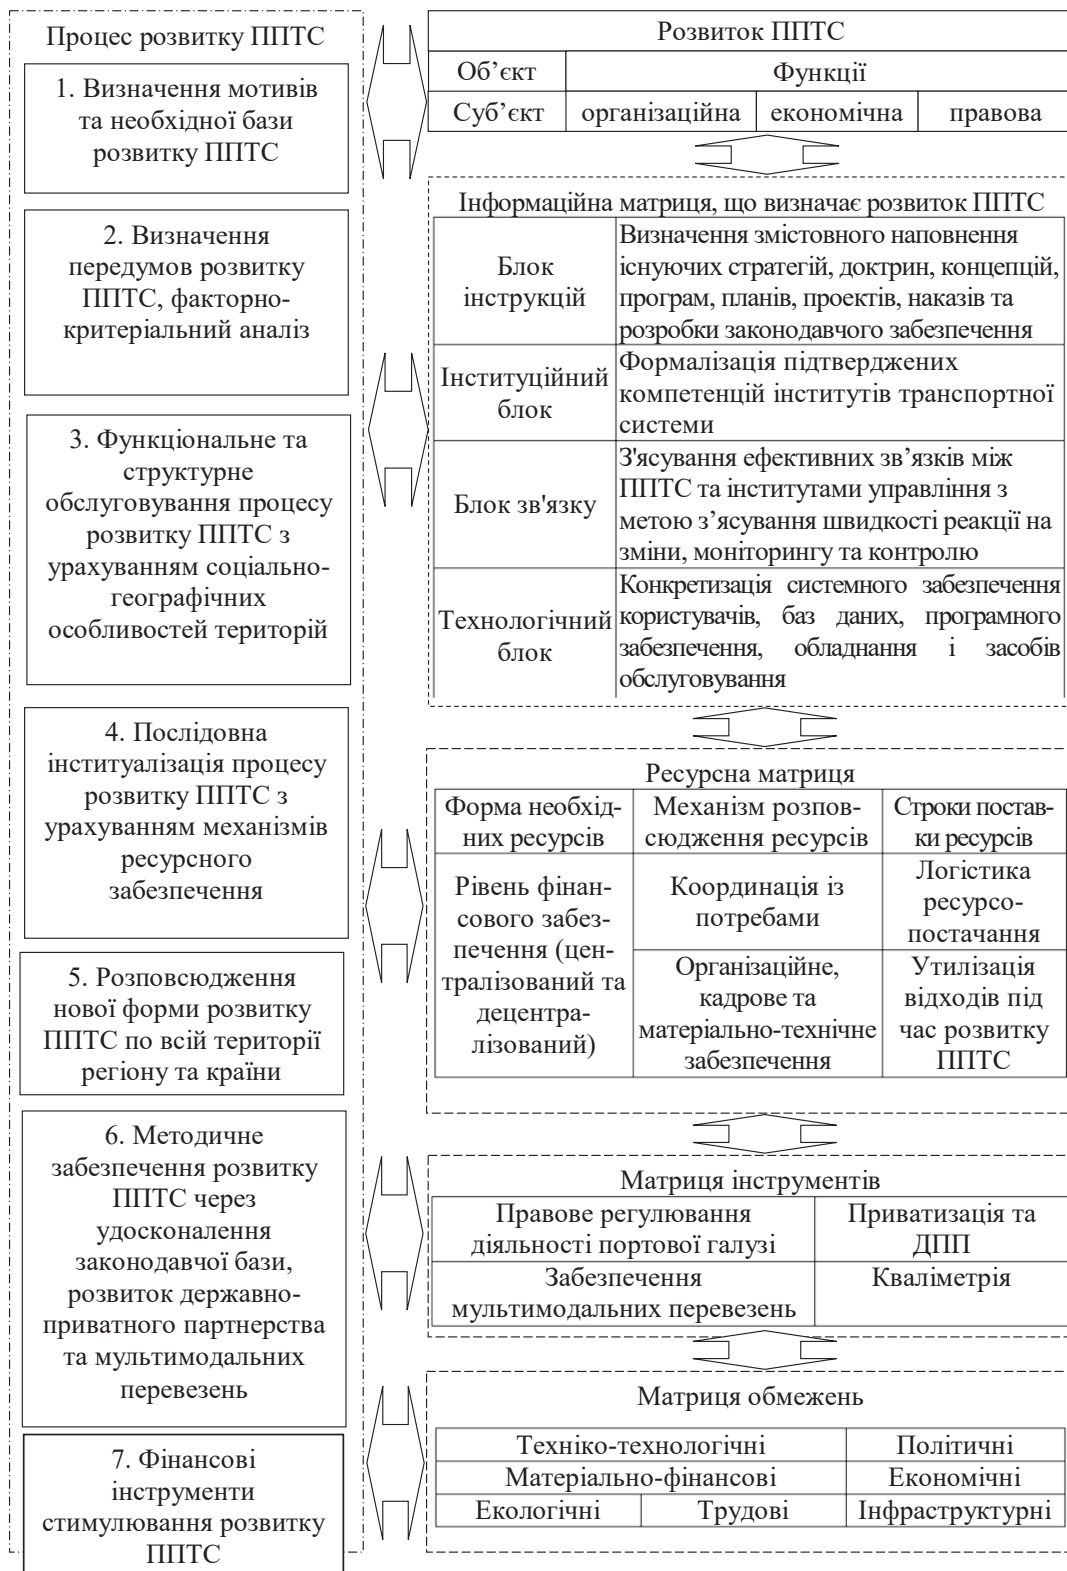 Процес розвитку ППТС
1. Визначення мотивів
та необхідної бази
розвитку ППТС
2. Визначення
передумов розвитку
ППТС, факторно-
критеріальний аналіз
3. Функціональне та
структурне
обслуговування процесу
розвитку ППТС з
урахуванням соціально-
географічних
особливостей територій
4. Послідовна
інституалізація процесу
розвитку ППТС з
урахуванням механізмів
ресурсного
забезпечення
5. Розповсюдження
нової форми розвитку
ППТС по всій території
регіону та країни
6. Методичне
забезпечення розвитку
ППТС через
удосконалення
законодавчої бази,
розвиток державно-
приватного партнерства
та мультимодальних
перевезень
7. Фінансові
інструменти
стимулювання розвитку
ППТС
Розвиток ППТС
Об’єкт
Функції
Суб’єкт
організаційна
економічна
правова
Інформаційна матриця, що визначає розвиток ППТС
Блок
інструкцій
Визначення змістовного наповнення
існуючих стратегій, доктрин, концепцій,
програм, планів, проектів, наказів та
розробки законодавчого забезпечення
Інституційний
блок
Формалізація підтверджених
компетенцій інститутів транспортної
системи
Блок зв'язку
З'ясування ефективних зв’язків між
ППТС та інститутами управління з
метою з’ясування швидкості реакції на
зміни, моніторингу та контролю
Технологічний
блок
Конкретизація системного забезпечення
користувачів, баз даних, програмного
забезпечення, обладнання і засобів
обслуговування
Ресурсна матриця
Форма необхід-
них ресурсів
Механізм розпов-
сюдження ресурсів
Строки постав-
ки ресурсів
Рівень фінан-
сового забез-
печення (цен-
тралізований та
децентра-
лізований)
Координація із
потребами
Логістика
ресурсо-
постачання
Організаційне,
кадрове та
матеріально-технічне
забезпечення
Утилізація
відходів під
час розвитку
ППТС
Матриця інструментів
Правове регулювання
діяльності портової галузі
Приватизація та
ДПП
Забезпечення
мультимодальних перевезень
Кваліметрія
Матриця обмежень
Техніко-технологічні
Політичні
Матеріально-фінансові
Економічні
Екологічні
Трудові
Інфраструктурні